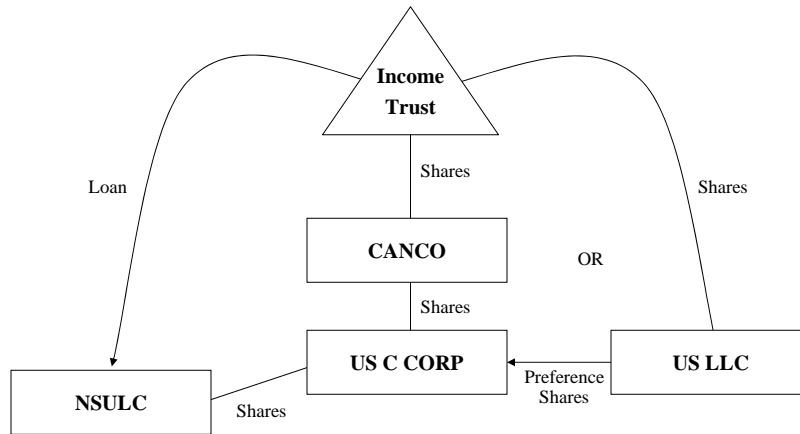 Income
Trust
Loan
Shares
Shares
CANCO
OR
Shares
US C CORP
US LLC
Preference
Shares
NSULC
Shares